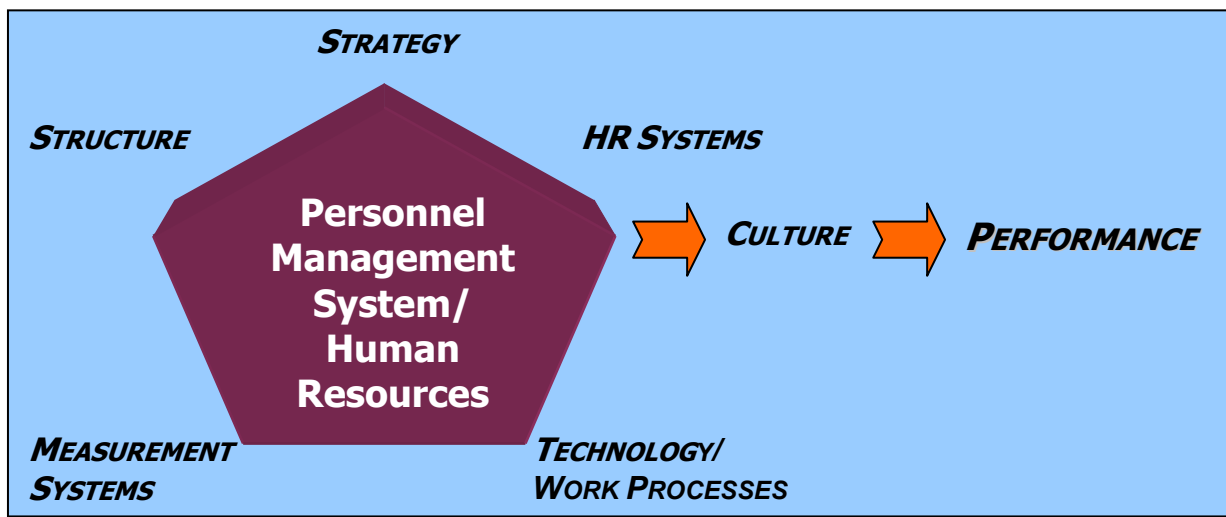 STRATEGY
STRUCTURE
HR SYSTEMS
Personnel
Management
System/
Human
Resources
CULTURE
PERFORMANCE
MEASUREMENT
SYSTEMS
TECHNOLOGY/
WORK PROCESSES